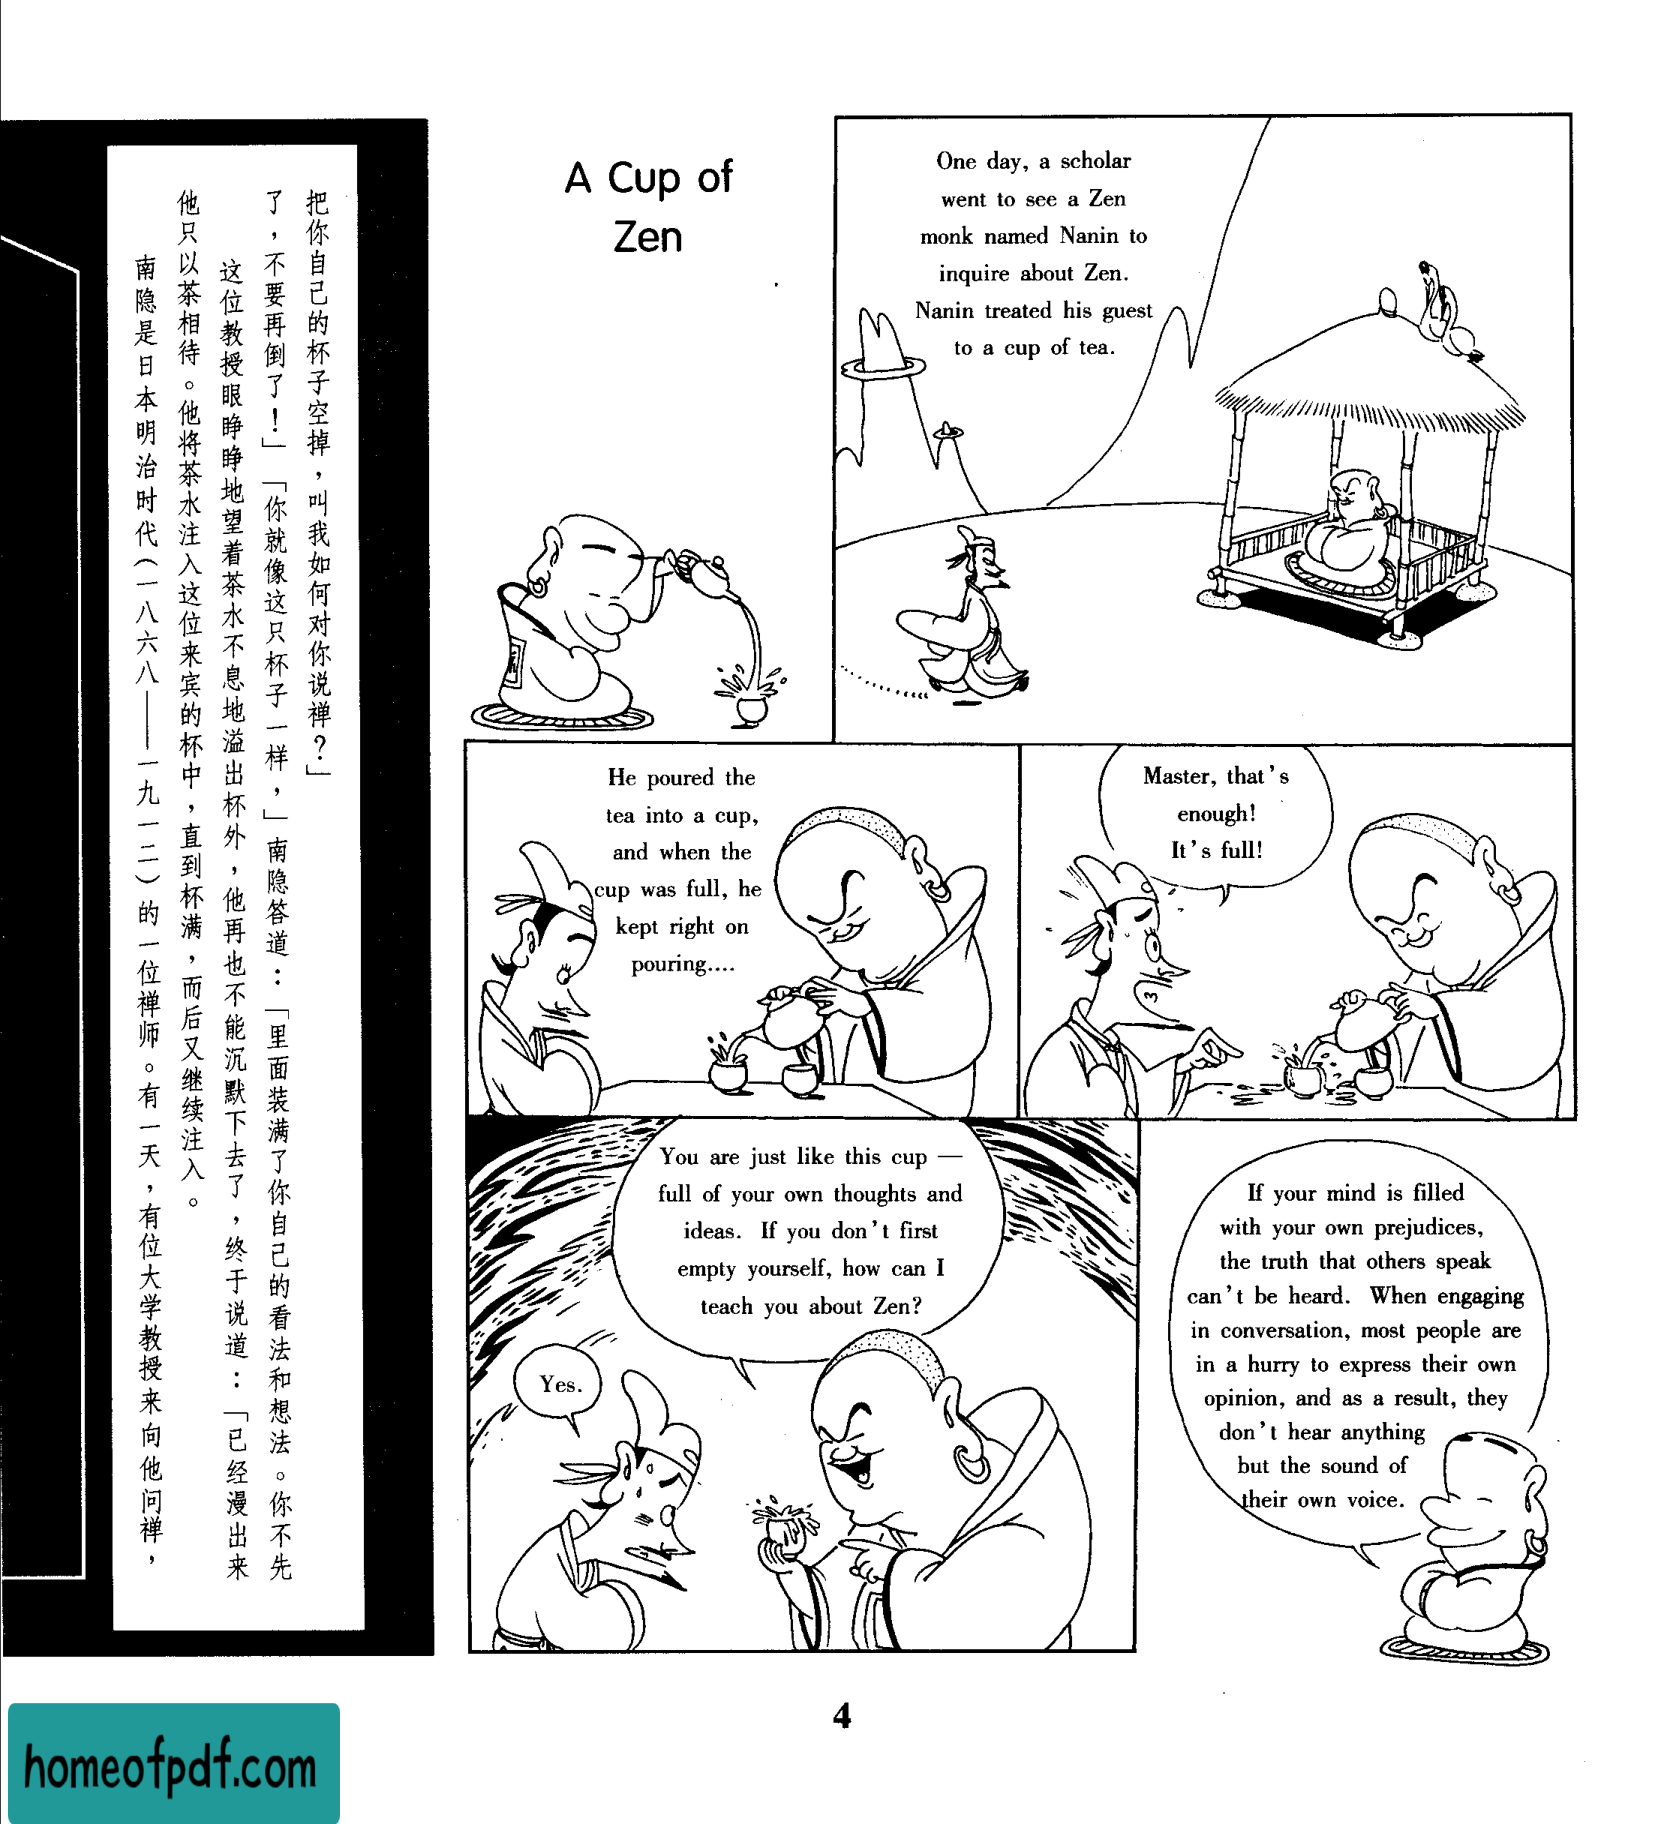 南隐是日本明治时代（一八六八——一九一二）的一位禅师。有一天，有位大学教授来向他问禅，
他只以茶相待。他将茶水注入这位来宾的杯中，直到杯满，而后又继续注入。
这位教授眼睁睁地望着茶水不息地溢出杯外，他再也不能沉默下去了，终于说道：「已经漫出来
了，不要再倒了！」「你就像这只杯子一样，」南隐答道：「里面装满了你自己的看法和想法。你不先
把你自己的杯子空掉，叫我如何对你说禅？」
A Cup of
Zen
One day, a scholar
went to see a Zen
monk named Nanin to
inquire about Zen.
Nanin treated his guest
to a cup of tea.
He poured the
tea into a cup,
and when the
cup was full, he
kept right on
pouring....
Master, that's
enough!
It's full!
You are just like this cup —
full of your own thoughts and
ideas. If you don't first
empty yourself, how can I
teach you about Zen?
Yes.
If your mind is filled
with your own prejudices,
the truth that others speak
can't be heard. When engaging
in conversation, most people are
in a hurry to express their own
opinion, and as a result, they
don't hear anything
but the sound of
their own voice.
4
homeofpdf.com